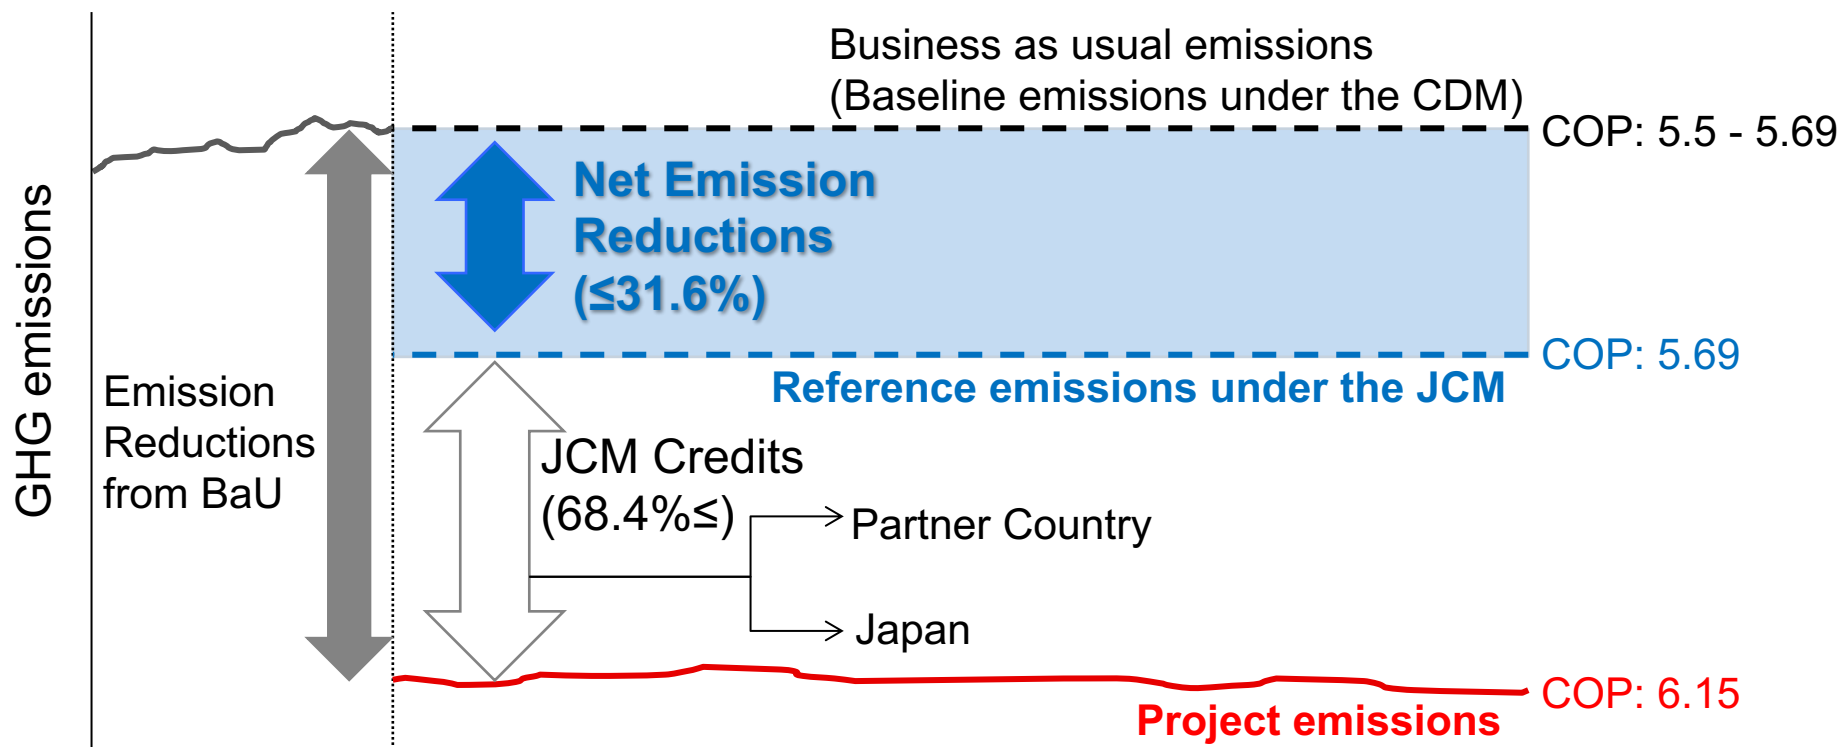 GHG emissions
Business as usual emissions
(Baseline emissions under the CDM)
COP: 5.5 - 5.69
Net Emission
Reductions
(≤31.6%)
COP: 5.69
Reference emissions under the JCM
Emission
Reductions
from BaU
JCM Credits
(68.4%≤)
Partner Country
Japan
COP: 6.15
Project emissions